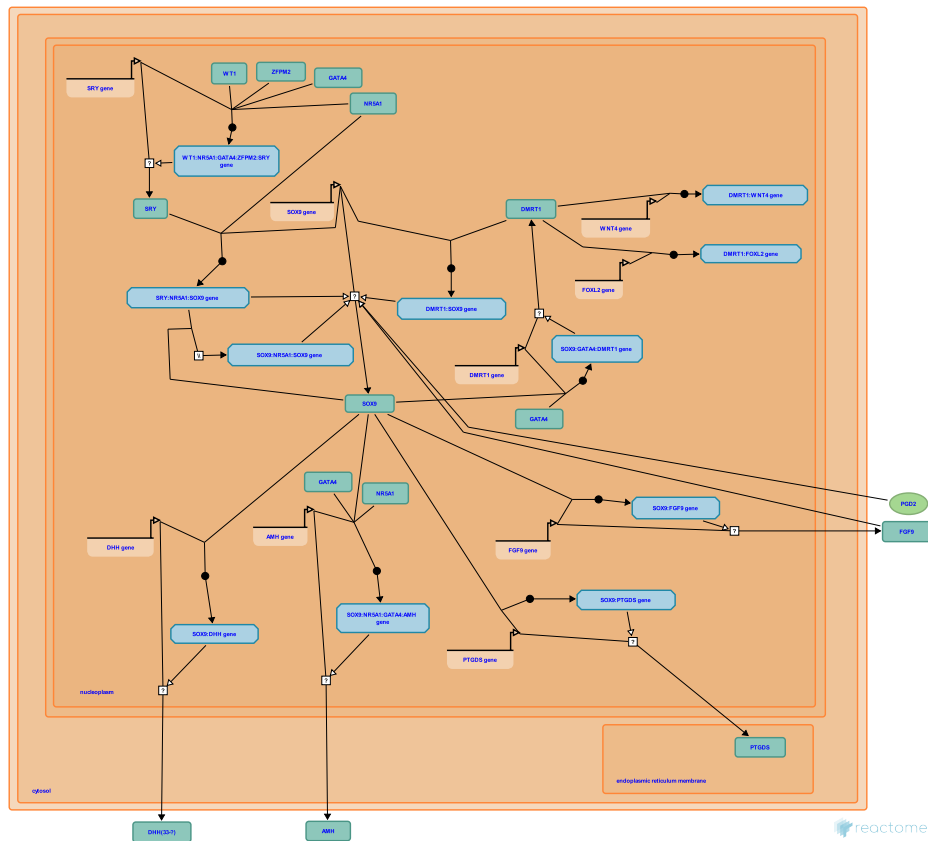 SRY gene
WT1
ZFPM2
GATA4
NR5A1
WT1:NR5A1:GATA4:ZFPM2:SRY
gene
?
SRY
SOX9 gene
DMRT1
WNT4 gene
DMRT1:WNT4 gene
FOXL2 gene
DMRT1:FOXL2 gene
SRY:NR5A1:SOX9 gene
?
DMRT1:SOX9 gene
?
SOX9:NR5A1:SOX9 gene
SOX9:GATA4:DMRT1 gene
DMRT1 gene
SOX9
GATA4
GATA4
NR5A1
SOX9:FGF9 gene
PGD2
FGF9
?
FGF9 gene
AMH gene
DHH gene
SOX9:PTGDS gene
SOX9:NR5A1:GATA4:AMH
gene
SOX9:DHH gene
?
PTGDS gene
?
?
nucleoplasm
PTGDS
endoplasmic reticulum membrane
cytosol
DHH(33-?)
AMH
reactome